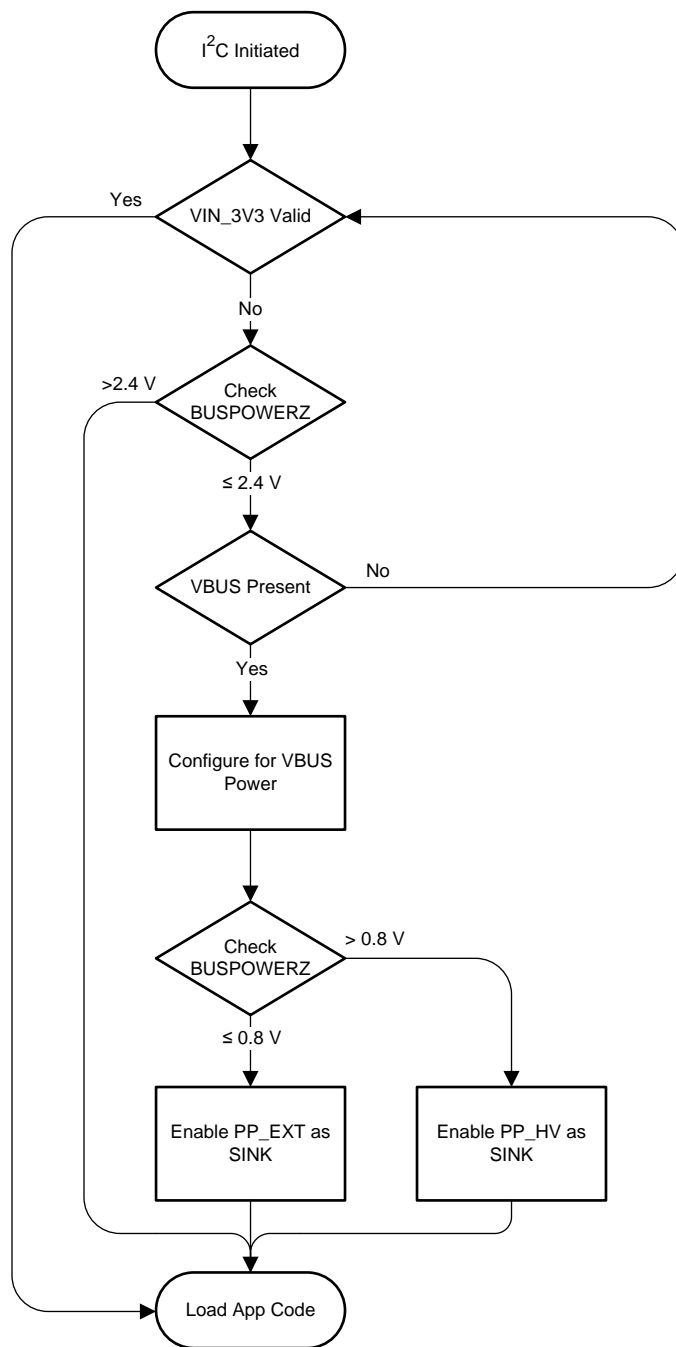 I²C Initiated
Yes
VIN_3V3 Valid
No
>2.4 V
Check
BUSPOWERZ
≤ 2.4 V
VBUS Present
No
Yes
Configure for VBUS
Power
Check
BUSPOWERZ
> 0.8 V
≤ 0.8 V
Enable PP_EXT as
SINK
Enable PP_HV as
SINK
Load App Code